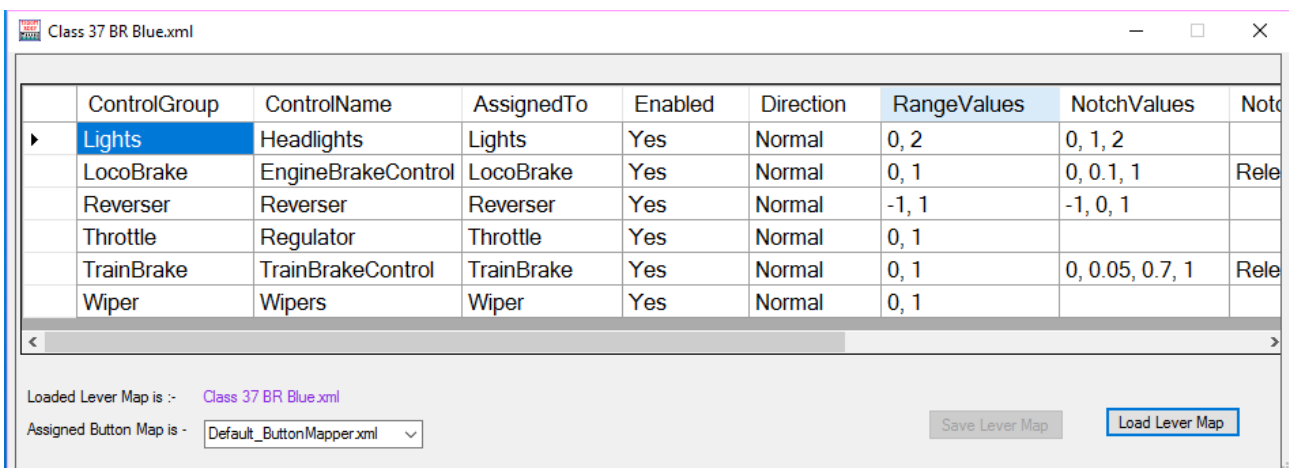 Class 37 BR Blue.xml
ControlGroup ControlName AssignedTo Enabled Direction RangeValues NotchValues Notc
Lights Headlights Lights Yes Normal 0, 2 0, 1, 2
LocoBrake EngineBrakeControl LocoBrake Yes Normal 0, 1 0, 0.1, 1 Rele
Reverser Reverser Reverser Yes Normal -1, 1 -1, 0, 1
Throttle Regulator Throttle Yes Normal 0, 1
TrainBrake TrainBrakeControl TrainBrake Yes Normal 0, 1 0, 0.05, 0.7, 1 Rele
Wiper Wipers Wiper Yes Normal 0, 1
Loaded Lever Map is :- Class 37 BR Blue.xml
Assigned Button Map is - Default_ButtonMapper.xml Save Lever Map Load Lever Map